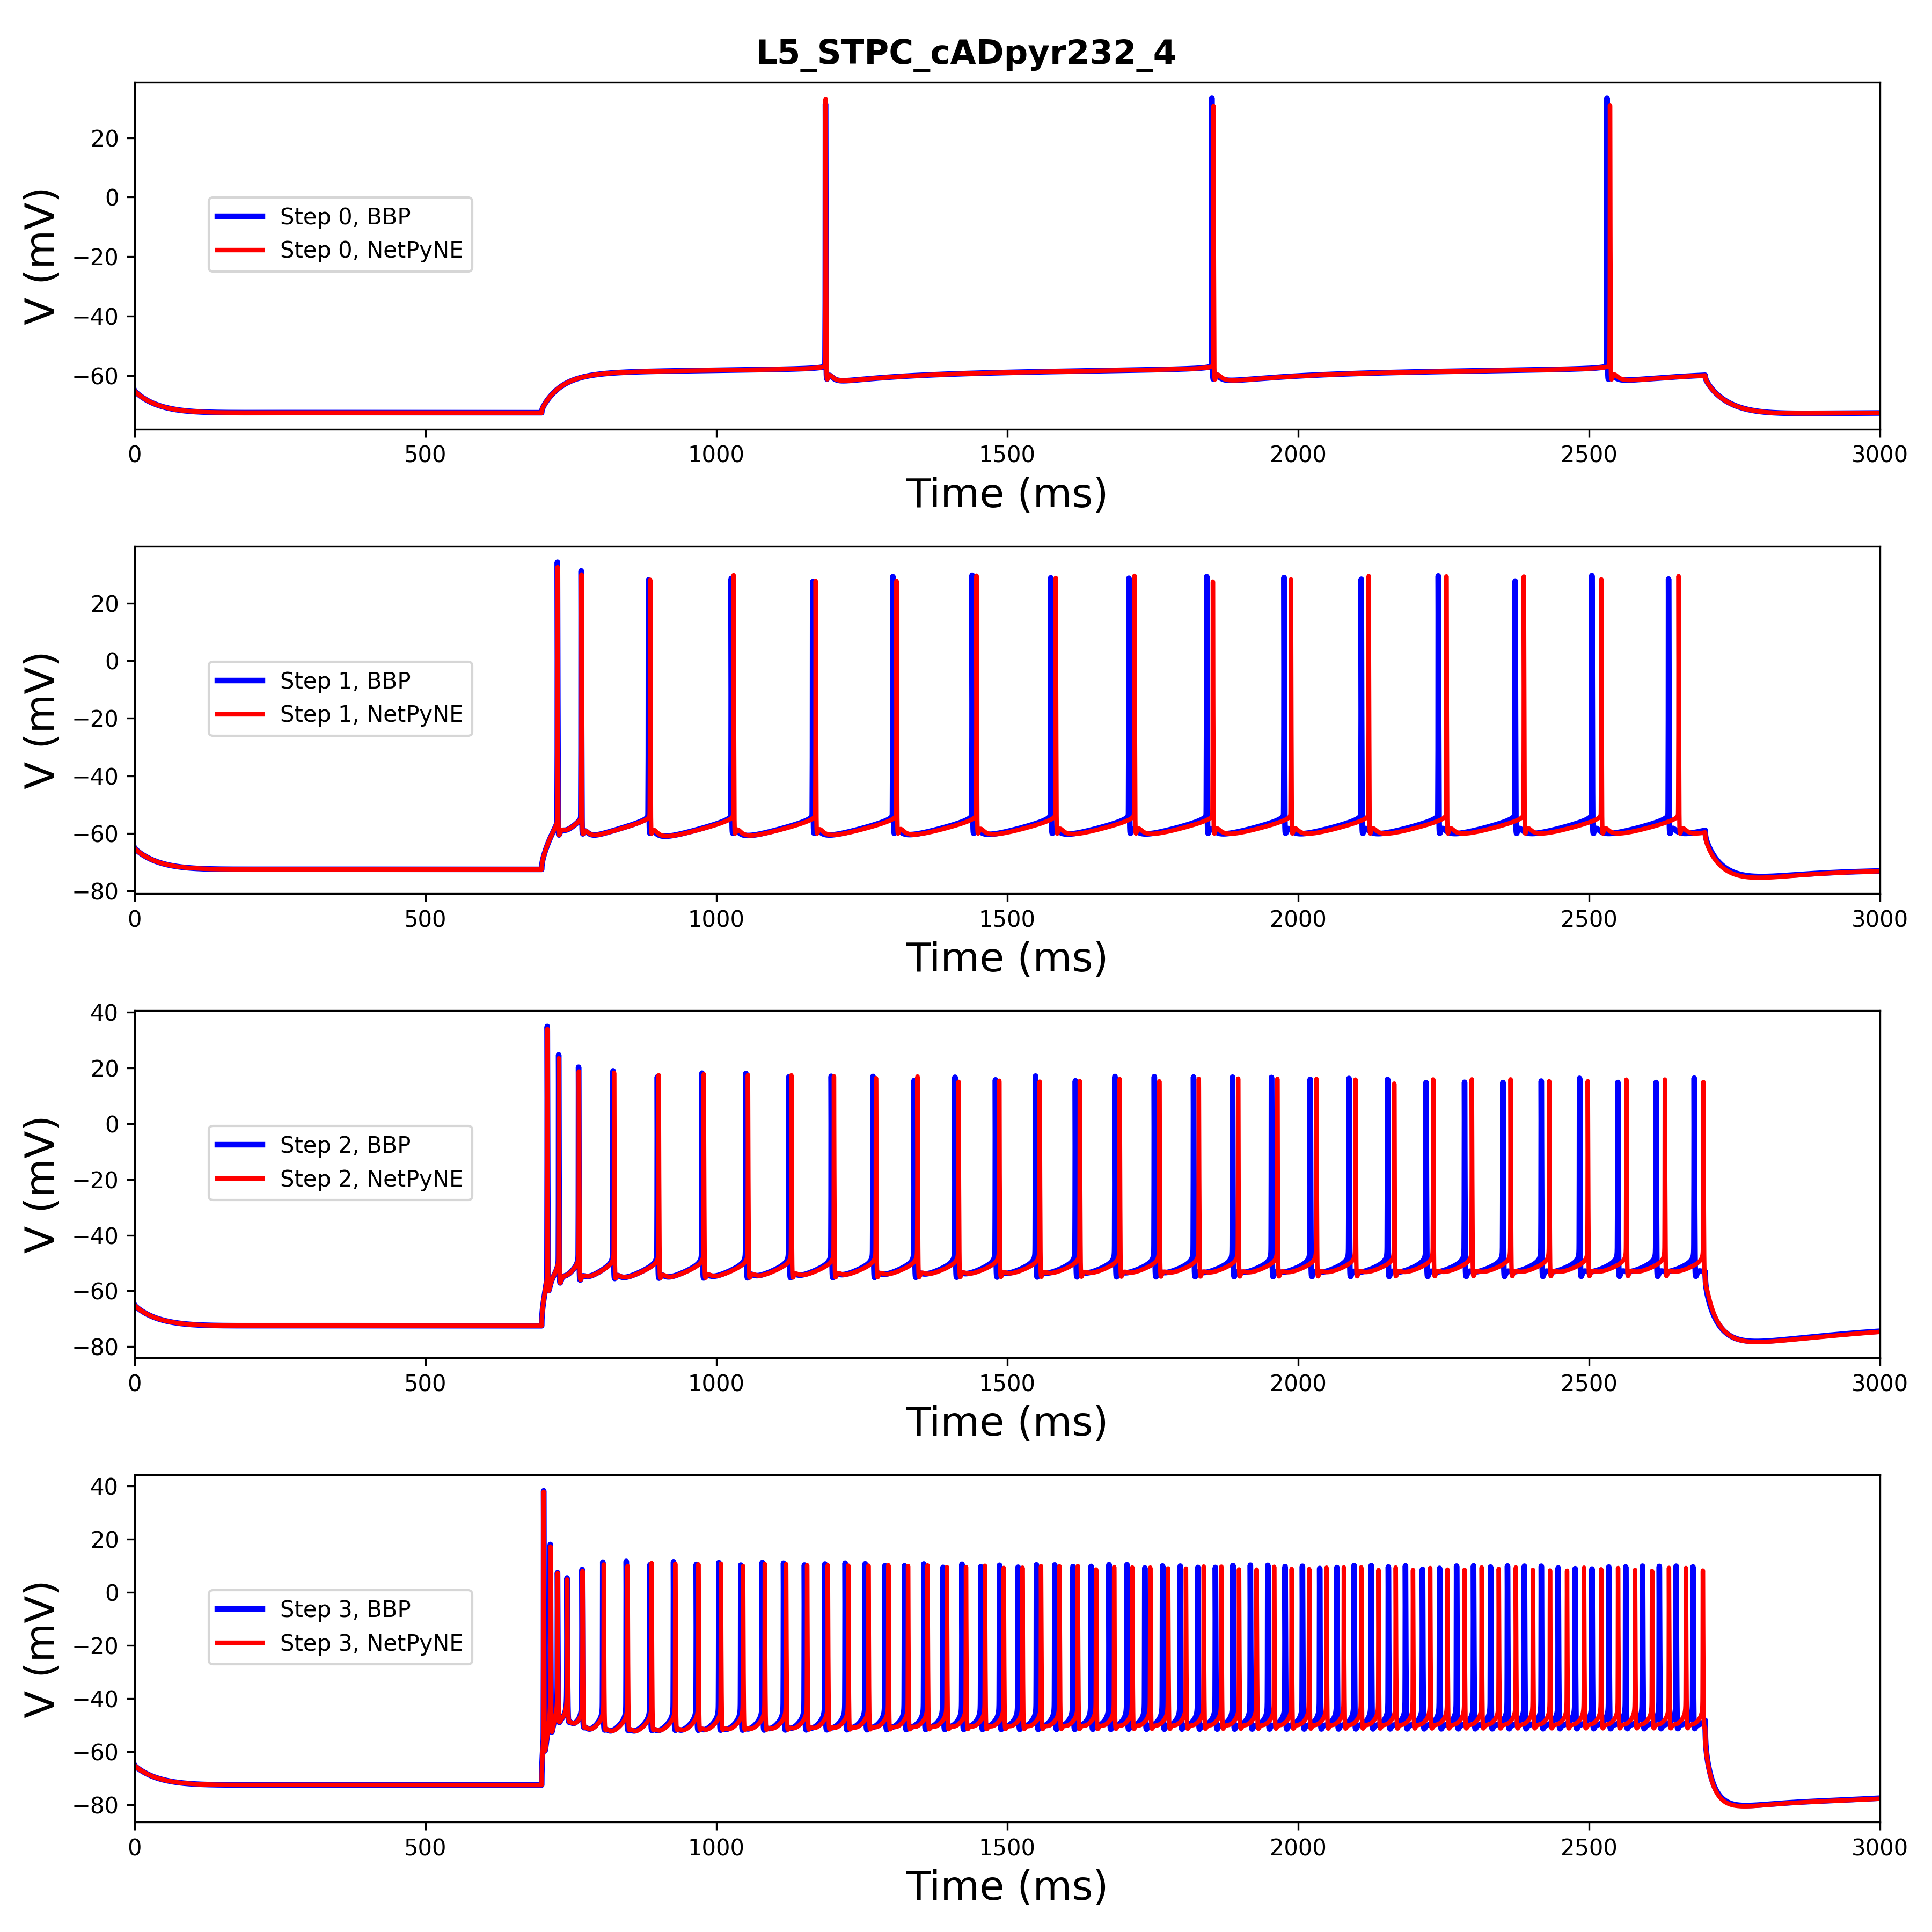 L5_STPC_cADpyr232_4
20
0
−20
−40
−60
V (mV)
Step 0, BBP
Step 0, NetPyNE
0 500 1000 1500 2000 2500 3000
Time (ms)
20
0
−20
−40
−60
−80
V (mV)
Step 1, BBP
Step 1, NetPyNE
0 500 1000 1500 2000 2500 3000
Time (ms)
40
20
0
−20
−40
−60
−80
V (mV)
Step 2, BBP
Step 2, NetPyNE
0 500 1000 1500 2000 2500 3000
Time (ms)
40
20
0
−20
−40
−60
−80
V (mV)
Step 3, BBP
Step 3, NetPyNE
0 500 1000 1500 2000 2500 3000
Time (ms)